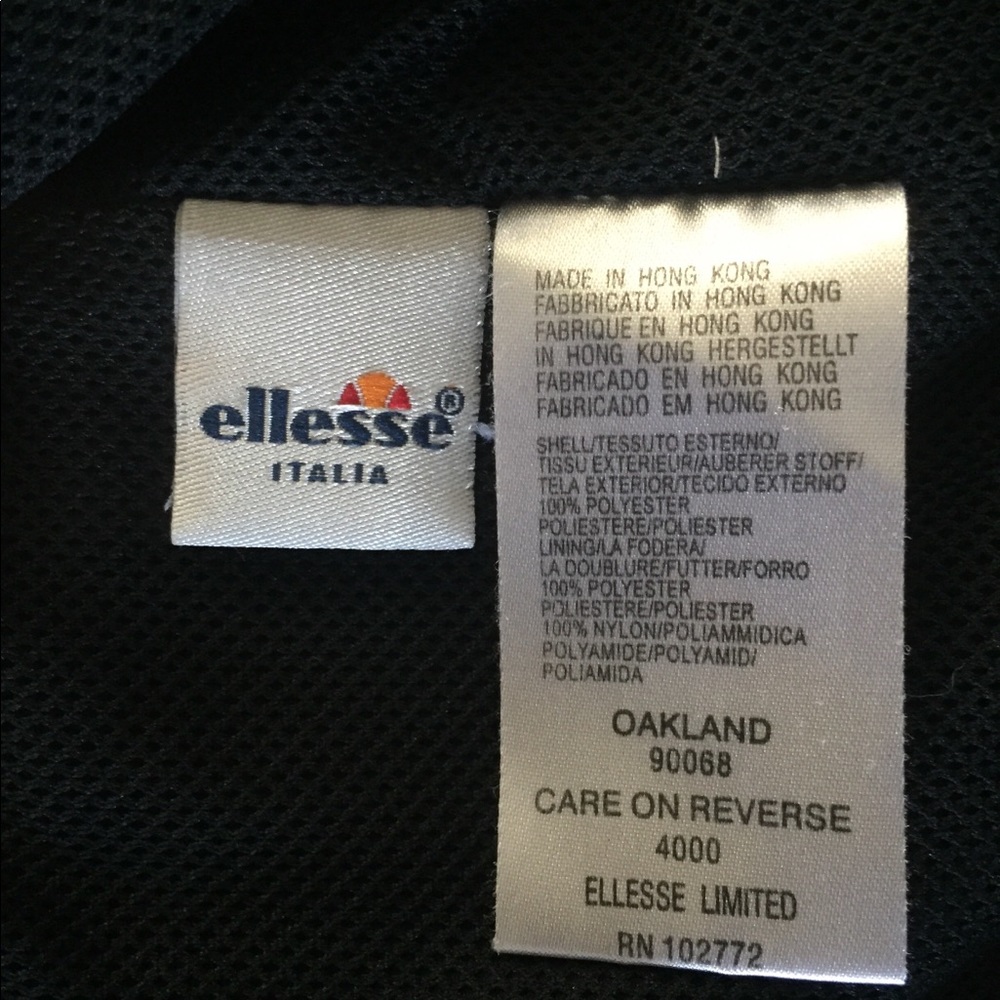 ellesse®
ITALIA
MADE IN HONG KONG
FABBRICATO IN HONG KONG
FABRIQUE EN HONG KONG
IN HONG KONG HERGESTELLT
FABRICADO EN HONG KONG
FABRICADO EM HONG KONG
SHELL/TESSUTO ESTERNO/
TISSU EXTERIEUR/AUBERER STOFF/
TELA EXTERIOR/TECIDO EXTERNO
100% POLYESTER
POLIESTERE/POLIESTER
LINING/LA FODERA/
LA DOUBLURE/FUTTER/FORRO
100% POLYESTER
POLIESTERE/POLIESTER
100% NYLON/POLIAMMIDICA
POLYAMIDE/POLYAMID/
POLIAMIDA
OAKLAND
90068
CARE ON REVERSE
4000
ELLESSE LIMITED
RN 102772